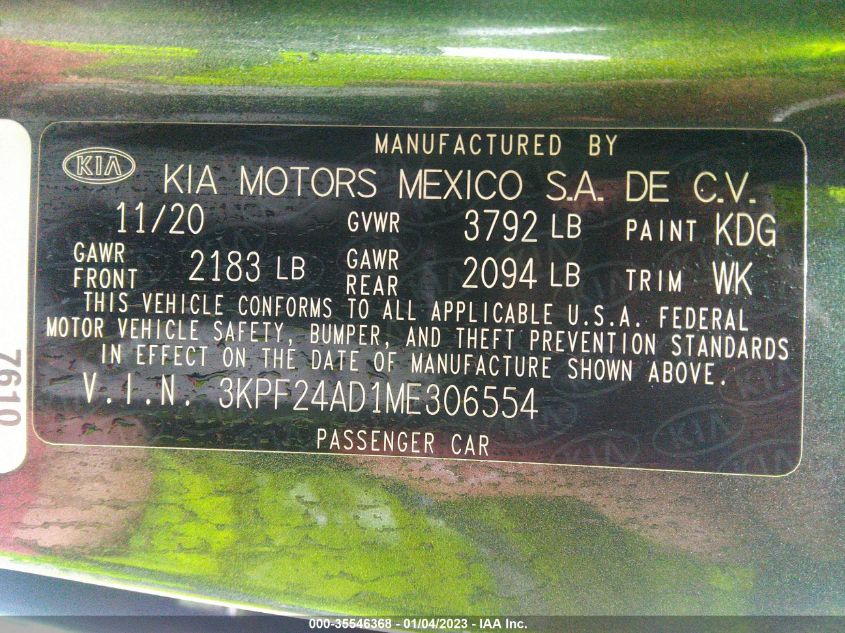 MANUFACTURED BY
KIA KIA MOTORS MEXICO S.A. DE C.V.
11/20 GVWR 3792 LB PAINT KDG
GAWR FRONT 2183 LB GAWR REAR 2094 LB TRIM WK
THIS VEHICLE CONFORMS TO ALL APPLICABLE U.S.A. FEDERAL
MOTOR VEHICLE SAFETY, BUMPER, AND THEFT PREVENTION STANDARDS
IN EFFECT ON THE DATE OF MANUFACTURE SHOWN ABOVE.
V.I.N. 3KPF24AD1ME306554
PASSENGER CAR
7610
000-35546368 - 01/04/2023 - IAA Inc.